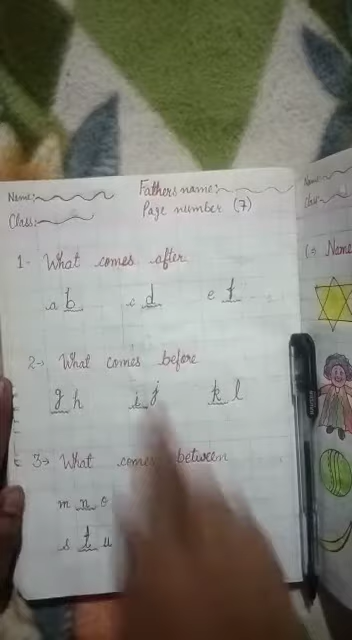 Name:
Fathers name:
Class:
Page number (7)
1- What comes after
a b c d e f
2-> What comes before
g h i j k l
3-> What comes between
m n o
s t u
Name:
Class:
1-> Name